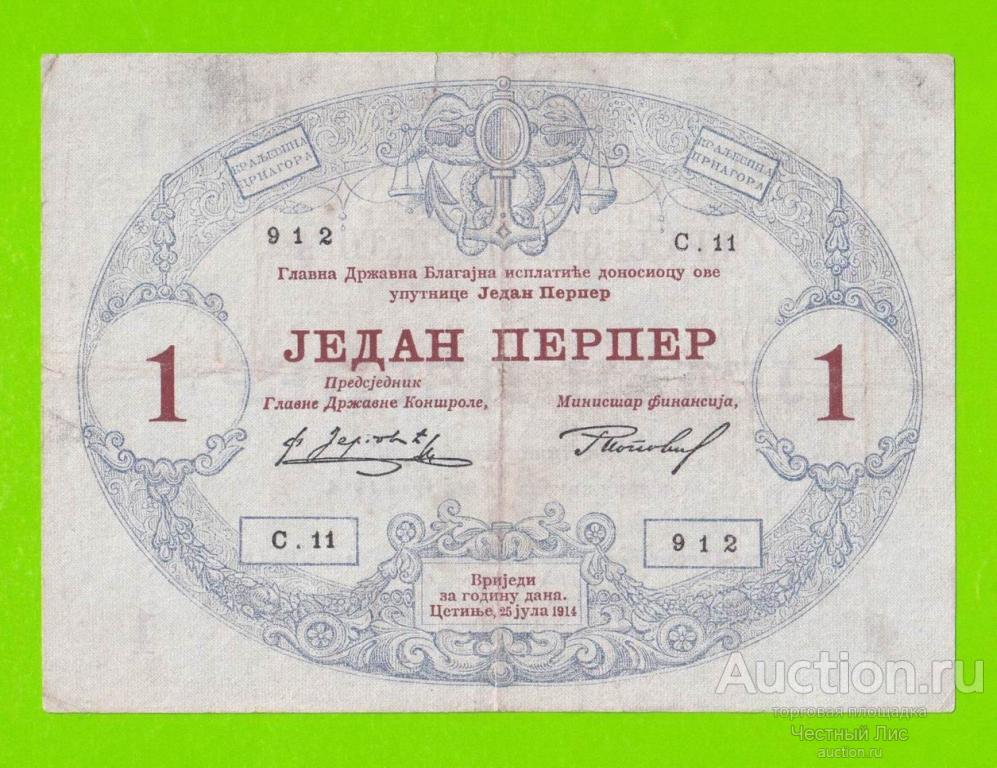 КРАЉЕВИНА
ЦРНАГОРА
КРАЉЕВИНА
ЦРНАГОРА
912
С. 11
Главна Државна Благајна исплатиће доносиоцу ове
упутнице Један Перпер
ЈЕДАН ПЕРПЕР
1
1
Предсједник
Главне Државне Контроле,
Министар финансија,
С. 11
912
Вриједи
за годину дана.
Цетиње, 25 јула 1914
Auction.ru
торговая площадка
Честный Лис
auction.ru